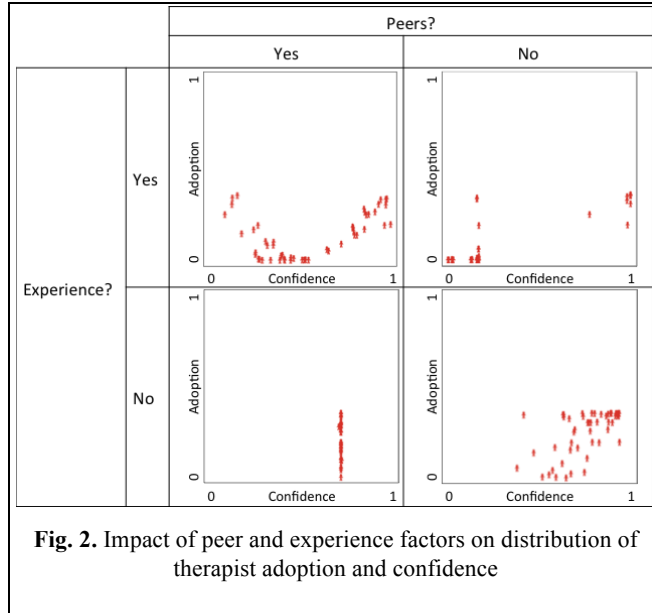 Peers?
Yes
No
Experience?
Yes
1
Adoption
0
0 Confidence 1
1
Adoption
0
0 Confidence 1
No
1
Adoption
0
0 Confidence 1
1
Adoption
0
0 Confidence 1
Fig. 2. Impact of peer and experience factors on distribution of
therapist adoption and confidence